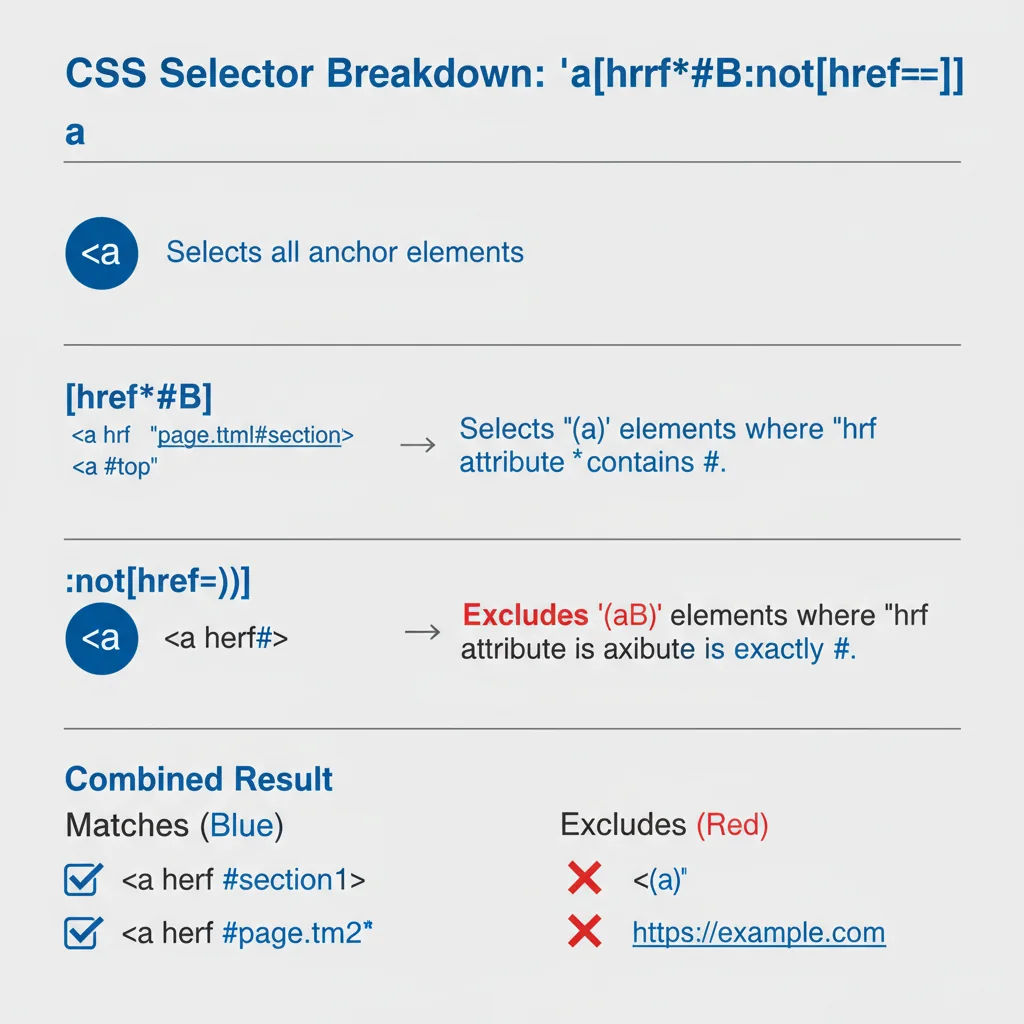 CSS Selector Breakdown: 'a[hrrf*#B:not[href==]]
a
<a Selects all anchor elements
[href*#B]
<a hrf "page.ttml#section>
<a #top"
→ Selects "(a)' elements where "hrf
attribute *contains #.
:not[href=))]
<a <a herf#>
→ Excludes '(aB)' elements where "hrf
attribute is axibute is exactly #.
Combined Result
Matches (Blue)
<a herf #section1>
<a herf #page.tm2"
Excludes (Red)
<(a)"
https://example.com